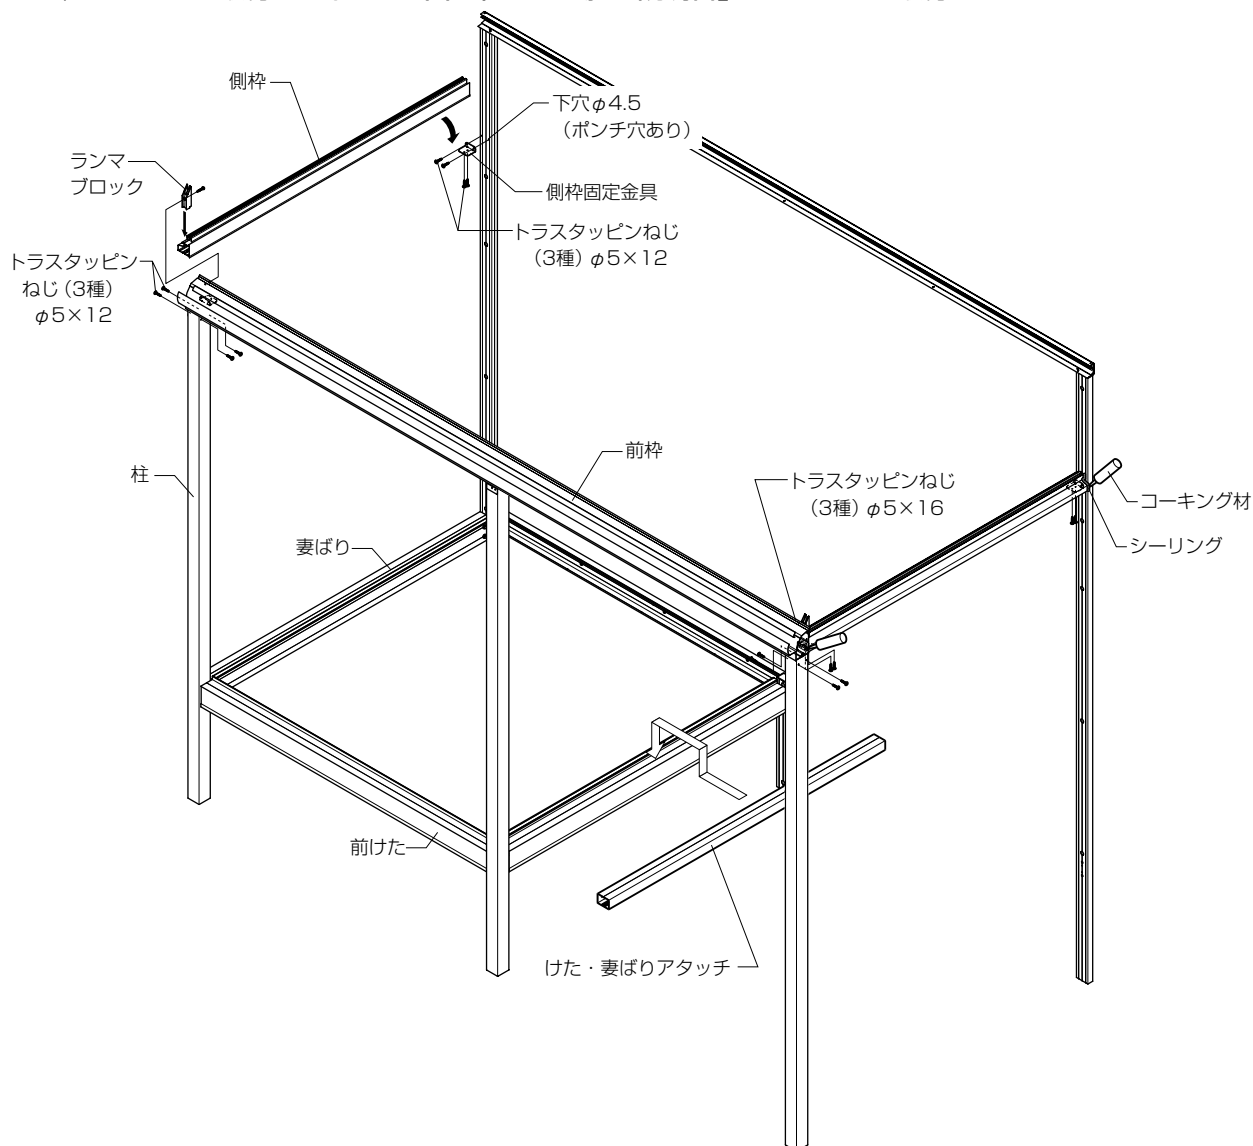 側枠
下穴φ4.5
（ポンチ穴あり）
ランマ
ブロック
側枠固定金具
トラスタッピンねじ
（3種）φ5×12
トラスタッピン
ねじ（3種）
φ5×12
前枠
柱
トラスタッピンねじ
（3種）φ5×16
コーキング材
シーリング
妻ばり
前けた
けた・妻ばりアタッチ